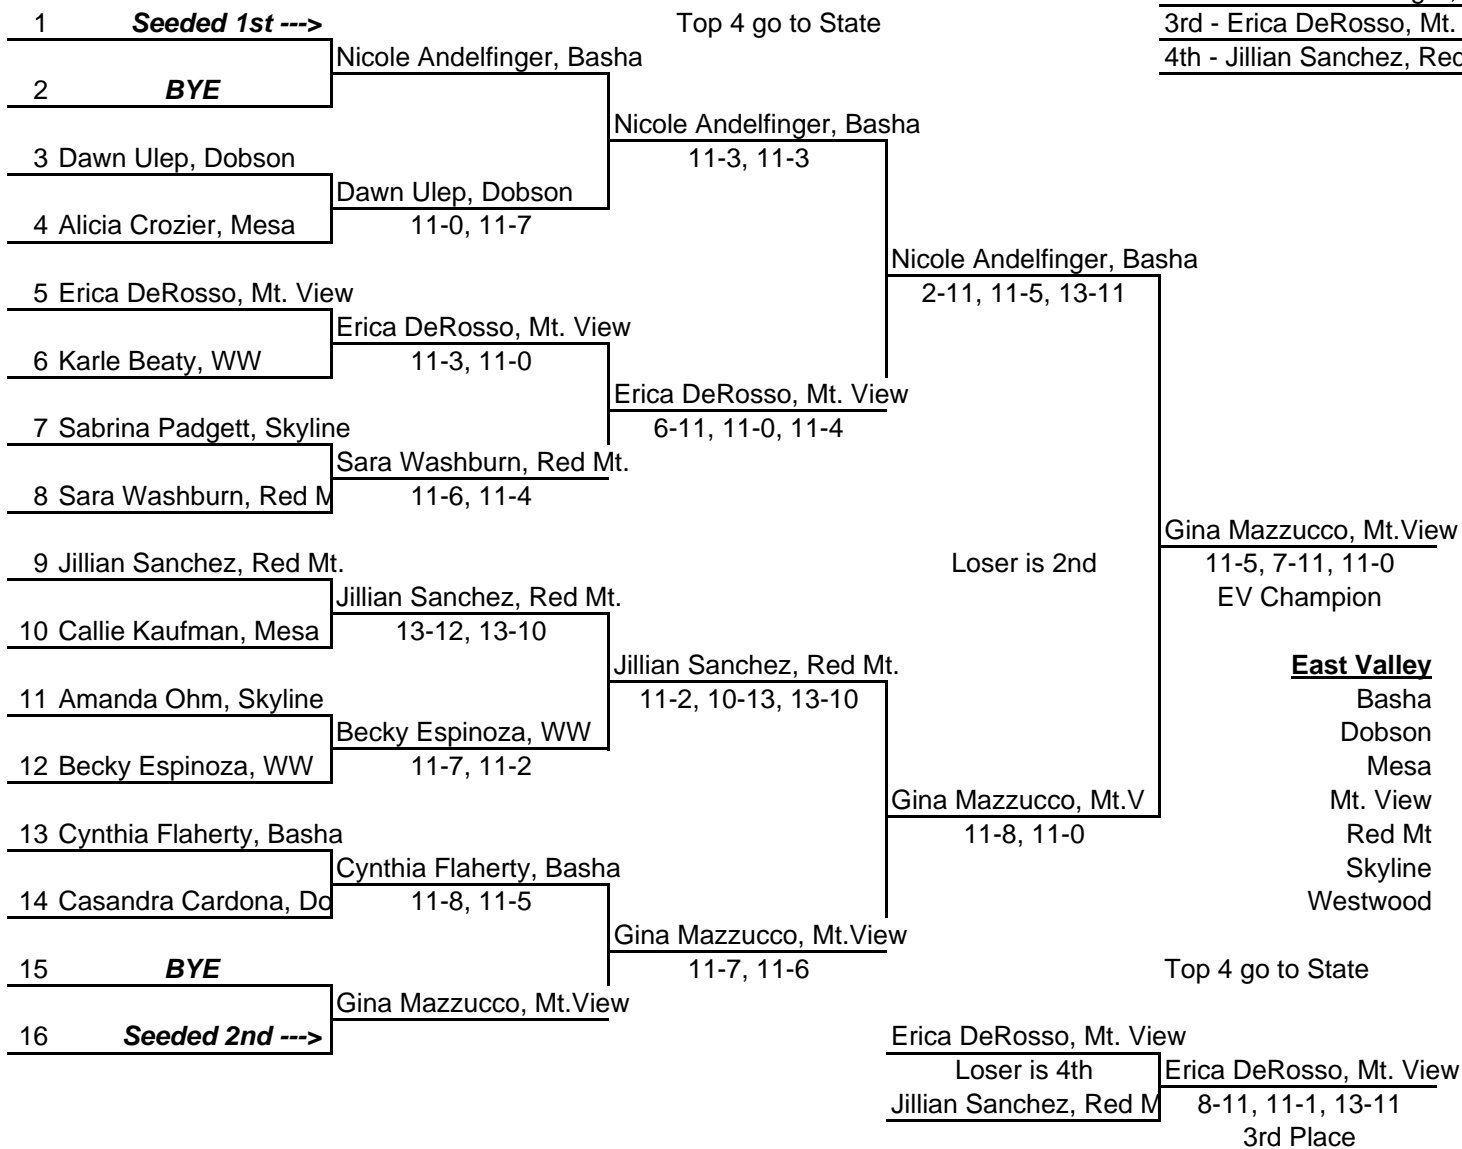 1 Seeded 1st ---> Top 4 go to State
3rd - Erica DeRosso, Mt.
Nicole Andelfinger, Basha
4th - Jillian Sanchez, Red
2 BYE
Nicole Andelfinger, Basha
3 Dawn Ulep, Dobson 11-3, 11-3
Dawn Ulep, Dobson
4 Alicia Crozier, Mesa 11-0, 11-7
Nicole Andelfinger, Basha
5 Erica DeRosso, Mt. View 2-11, 11-5, 13-11
Erica DeRosso, Mt. View
6 Karle Beaty, WW 11-3, 11-0
Erica DeRosso, Mt. View
7 Sabrina Padgett, Skyline 6-11, 11-0, 11-4
Sara Washburn, Red Mt.
8 Sara Washburn, Red M 11-6, 11-4
Gina Mazzucco, Mt.View
9 Jillian Sanchez, Red Mt. Loser is 2nd 11-5, 7-11, 11-0
Jillian Sanchez, Red Mt. EV Champion
10 Callie Kaufman, Mesa 13-12, 13-10
Jillian Sanchez, Red Mt. East Valley
11 Amanda Ohm, Skyline 11-2, 10-13, 13-10 Basha
Becky Espinoza, WW Dobson
12 Becky Espinoza, WW 11-7, 11-2 Mesa
Gina Mazzucco, Mt.V Mt. View
13 Cynthia Flaherty, Basha 11-8, 11-0 Red Mt
Cynthia Flaherty, Basha Skyline
14 Casandra Cardona, Do 11-8, 11-5 Westwood
Gina Mazzucco, Mt.View
15 BYE 11-7, 11-6 Top 4 go to State
Gina Mazzucco, Mt.View
16 Seeded 2nd ---> Erica DeRosso, Mt. View
Loser is 4th Erica DeRosso, Mt. View
Jillian Sanchez, Red M 8-11, 11-1, 13-11
3rd Place